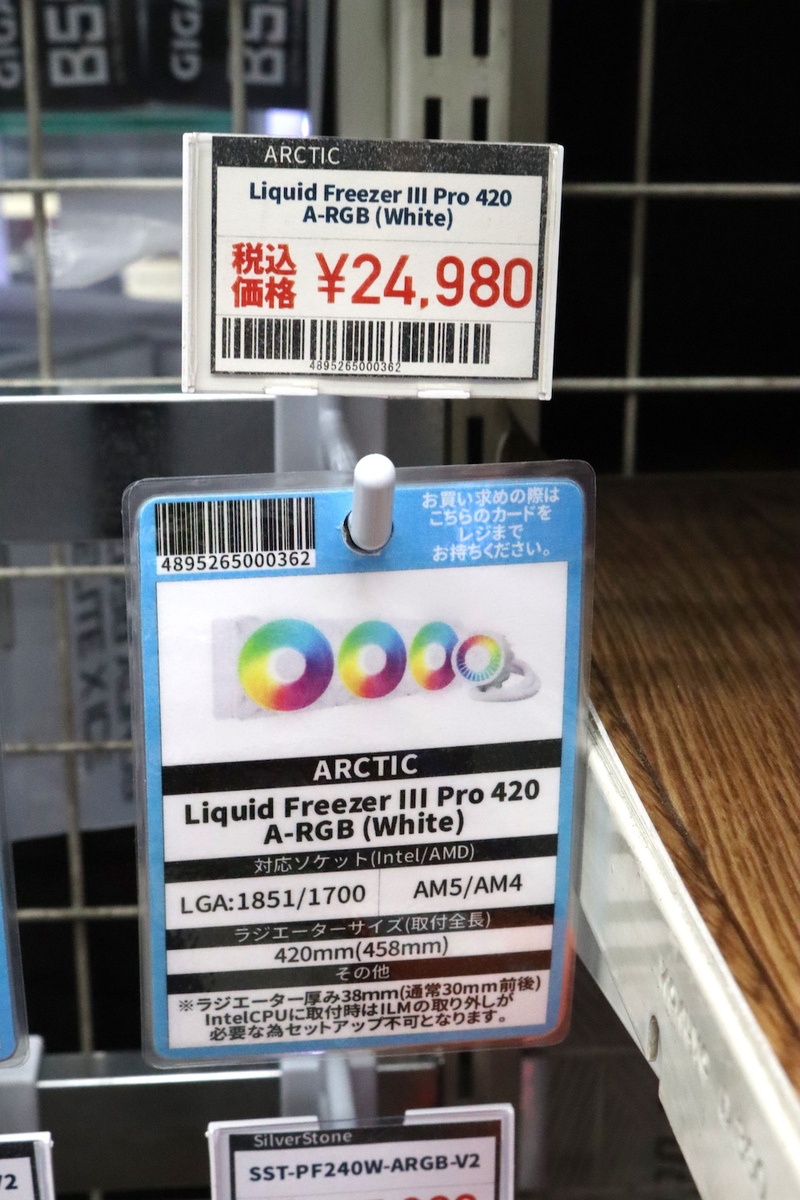 GIGA
B55
GIGA
B55
ARCTIC
Liquid Freezer III Pro 420
A-RGB (White)
税込
価格
¥24,980
4895265000362
4895265000362
お買い求めの際は
こちらのカードを
レジまで
お持ちください。
ARCTIC
Liquid Freezer III Pro 420
A-RGB (White)
対応ソケット(Intel/AMD)
LGA:1851/1700
AM5/AM4
ラジエーターサイズ(取付全長)
420mm(458mm)
その他
※ラジエーター厚み38mm(通常30mm前後)
IntelCPUに取付時はILMの取り外しが
必要な為セットアップ不可となります。
SilverStone
SST-PF240W-ARGB-V2
V2